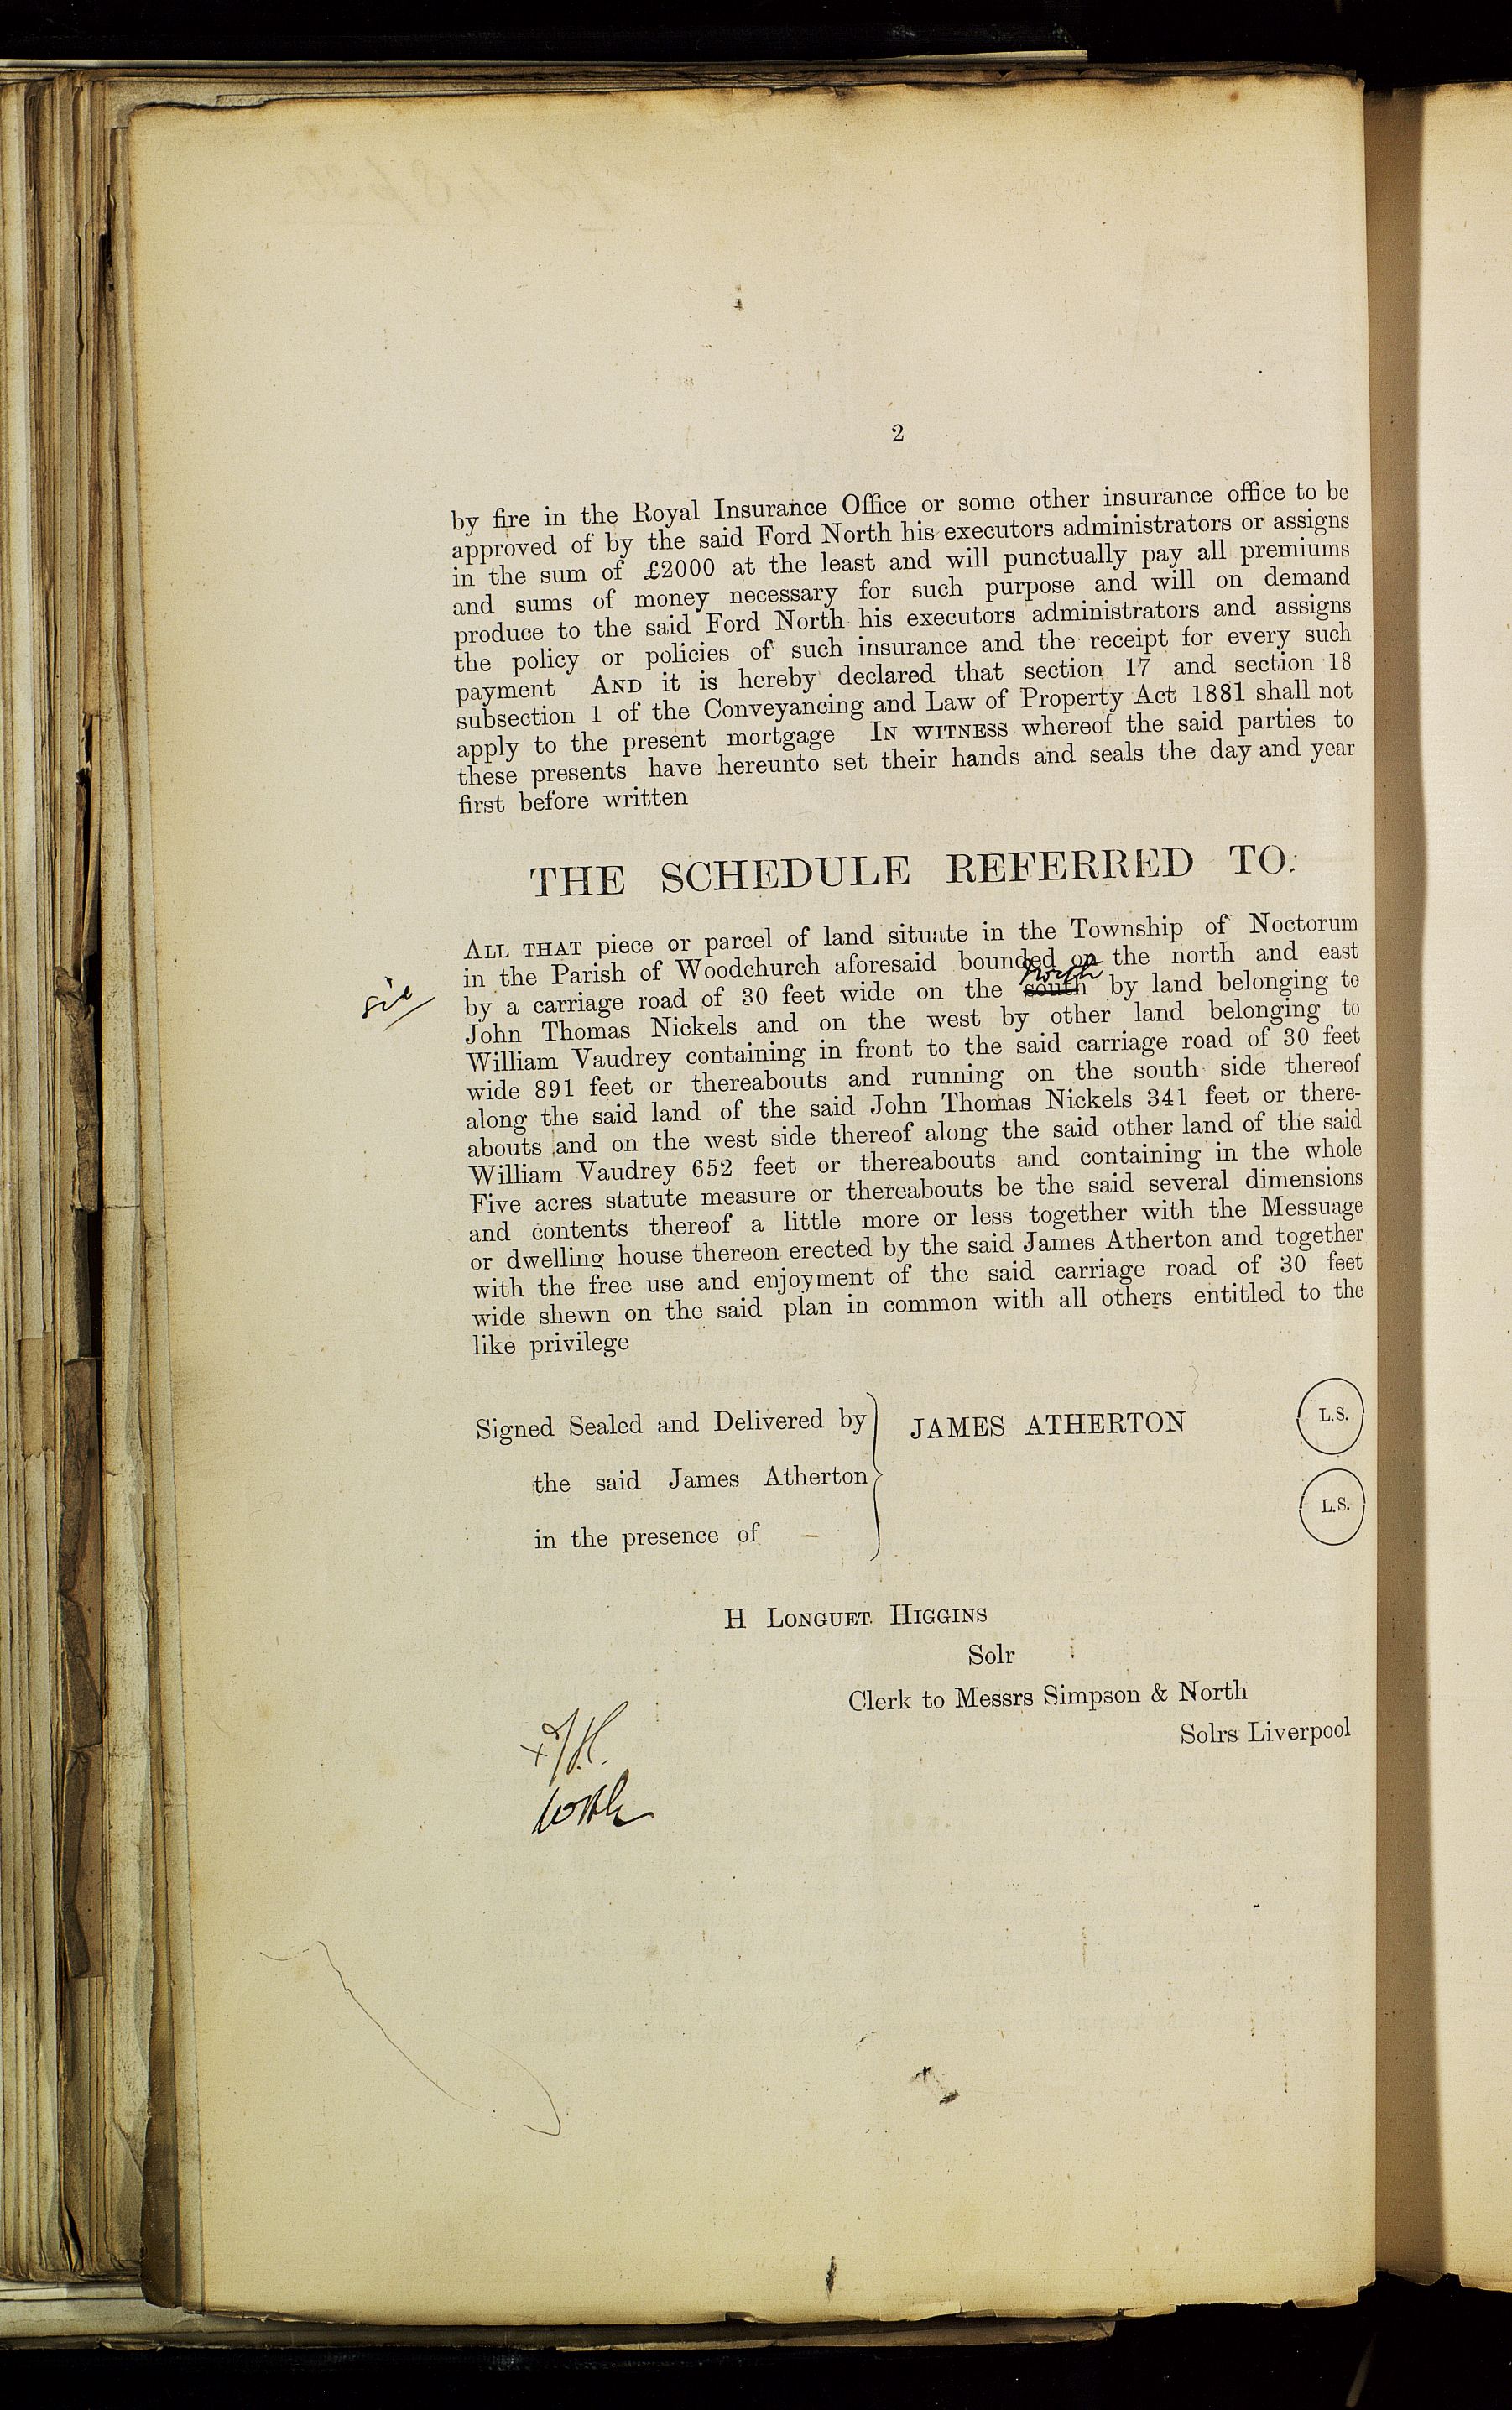 2
by fire in the Royal Insurance Office or some other insurance office to be
approved of by the said Ford North his executors administrators or assigns
in the sum of £2000 at the least and will punctually pay all premiums
and sums of money necessary for such purpose and will on demand
produce to the said Ford North his executors administrators and assigns
the policy or policies of such insurance and the receipt for every such
payment AND it is hereby declared that section 17 and section 18
subsection 1 of the Conveyancing and Law of Property Act 1881 shall not
apply to the present mortgage IN WITNESS whereof the said parties to
these presents have hereunto set their hands and seals the day and year
first before written
THE SCHEDULE REFERRED TO.
ALL THAT piece or parcel of land situate in the Township of Noctorum
in the Parish of Woodchurch aforesaid bounded on the north and east
north
sic
by a carriage road of 30 feet wide on the south by land belonging to
John Thomas Nickels and on the west by other land belonging to
William Vaudrey containing in front to the said carriage road of 30 feet
wide 891 feet or thereabouts and running on the south side thereof
along the said land of the said John Thomas Nickels 341 feet or there-
abouts and on the west side thereof along the said other land of the said
William Vaudrey 652 feet or thereabouts and containing in the whole
Five acres statute measure or thereabouts be the said several dimensions
and contents thereof a little more or less together with the Messuage
or dwelling house thereon erected by the said James Atherton and together
with the free use and enjoyment of the said carriage road of 30 feet
wide shewn on the said plan in common with all others entitled to the
like privilege
Signed Sealed and Delivered by
the said James Atherton
in the presence of
JAMES ATHERTON
L.S.
L.S.
H LONGUET HIGGINS
Solr
Clerk to Messrs Simpson & North
Solrs Liverpool